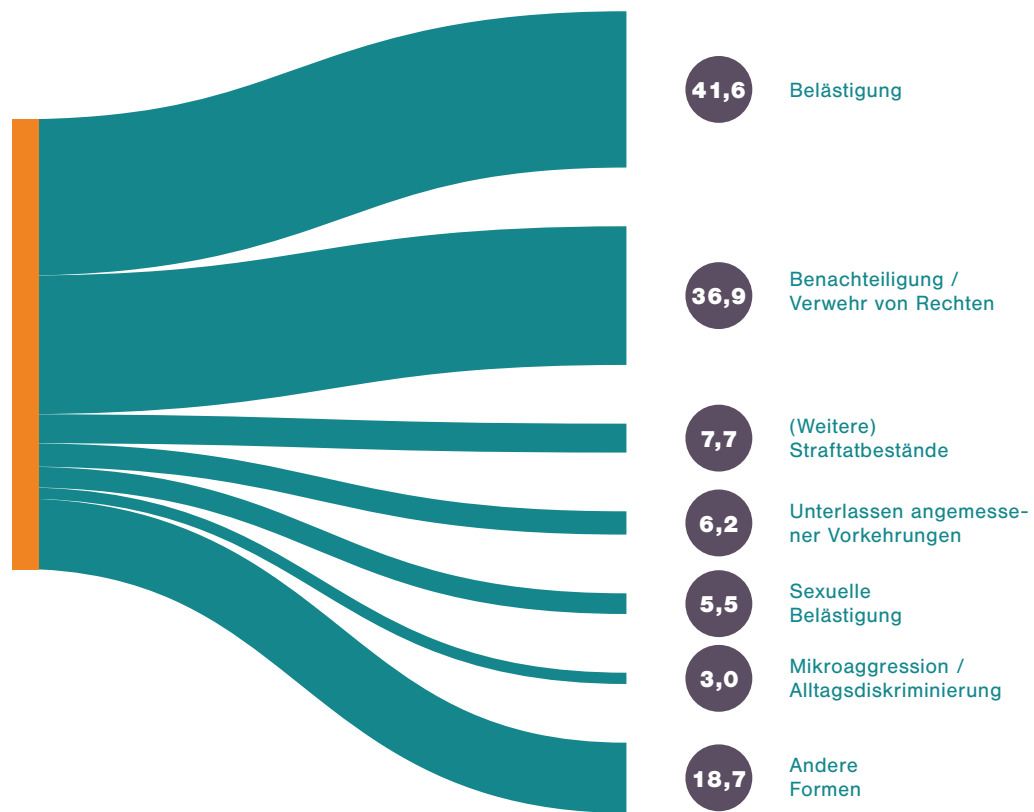 41,6
Belästigung
36,9
Benachteiligung /
Verwehr von Rechten
7,7
(Weitere)
Straftatbestände
6,2
Unterlassen angemesse-
ner Vorkehrungen
5,5
Sexuelle
Belästigung
3,0
Mikroaggression /
Alltagsdiskriminierung
18,7
Andere
Formen